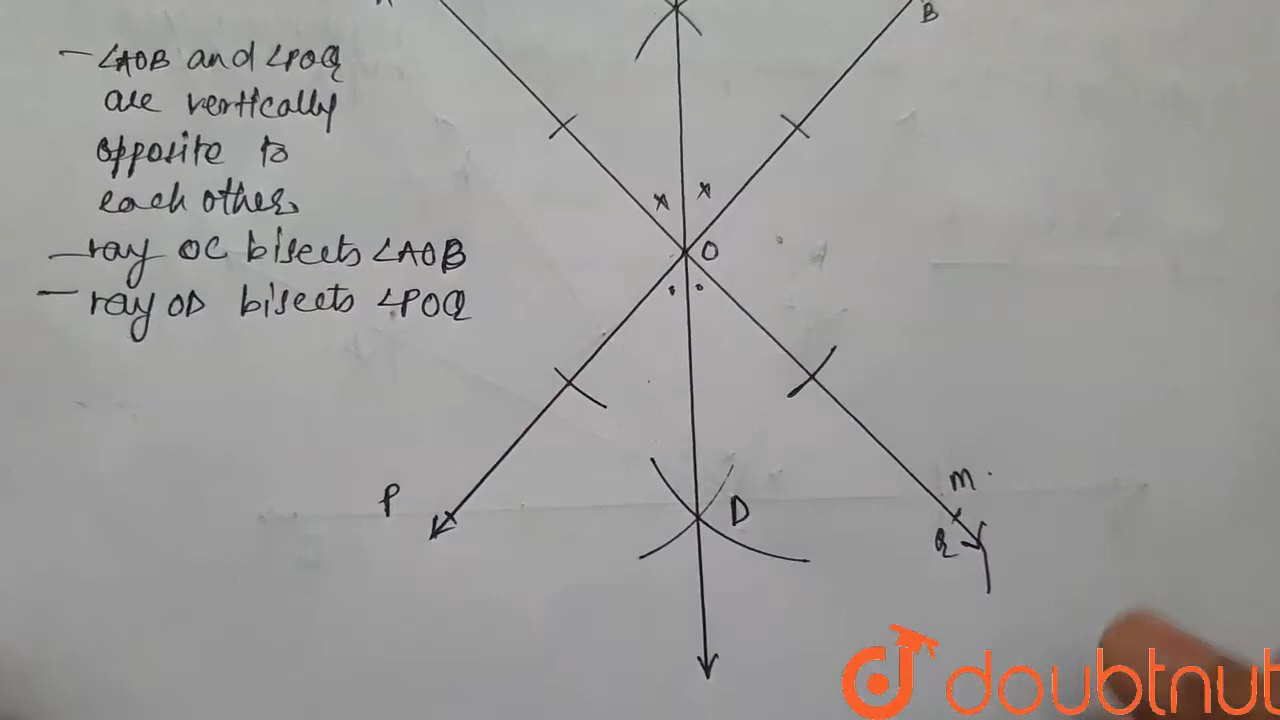 - ∠AOB and ∠POQ
are vertically
opposite to
each other.
- ray OC bisects ∠AOB
- ray OD bisects ∠POQ
B
x x
O
P
D
M
Q
doubtnut